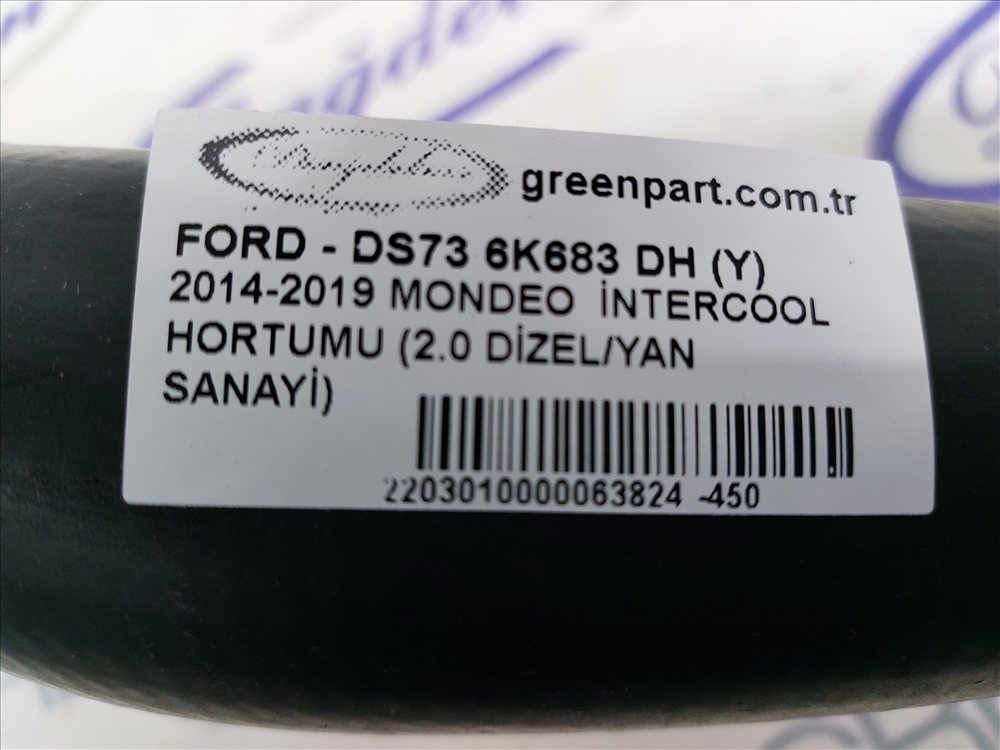 greenpart.com.tr
FORD - DS73 6K683 DH (Y)
2014-2019 MONDEO İNTERCOOL
HORTUMU (2.0 DİZEL/YAN
SANAYİ)
2203010000063824 -450